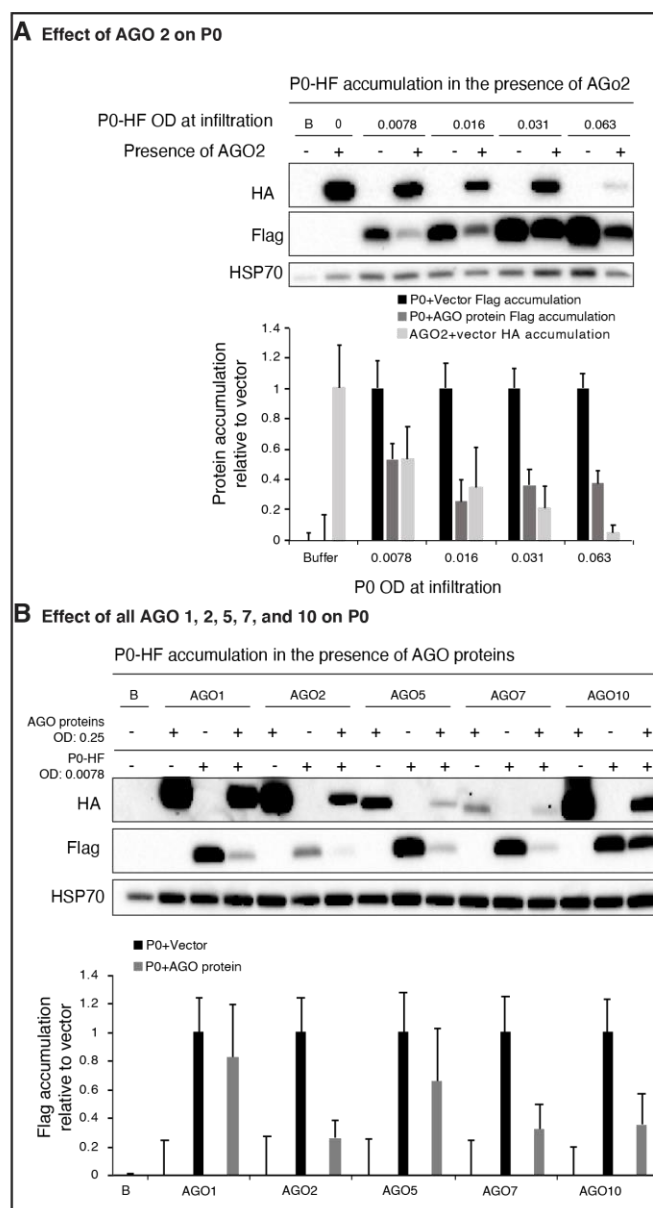 A Effect of AGO 2 on P0
P0-HF accumulation in the presence of AGo2
P0-HF OD at infiltration B 0 0.0078 0.016 0.031 0.063
Presence of AGO2 - + - + - + - + - +
HA
Flag
HSP70
P0+Vector Flag accumulation
P0+AGO protein Flag accumulation
AGO2+vector HA accumulation
Protein accumulation
relative to vector
1.4
1.2
1
0.8
0.6
0.4
0.2
0
Buffer 0.0078 0.016 0.031 0.063
P0 OD at infiltration
B Effect of all AGO 1, 2, 5, 7, and 10 on P0
P0-HF accumulation in the presence of AGO proteins
B AGO1 AGO2 AGO5 AGO7 AGO10
AGO proteins
OD: 0.25
- + - + + - + + - + + - + + - +
P0-HF
OD: 0.0078
- - + + - + + - + + - + + - + +
HA
Flag
HSP70
P0+Vector
P0+AGO protein
Flag accumulation
relative to vector
1.4
1.2
1
0.8
0.6
0.4
0.2
0
B AGO1 AGO2 AGO5 AGO7 AGO10